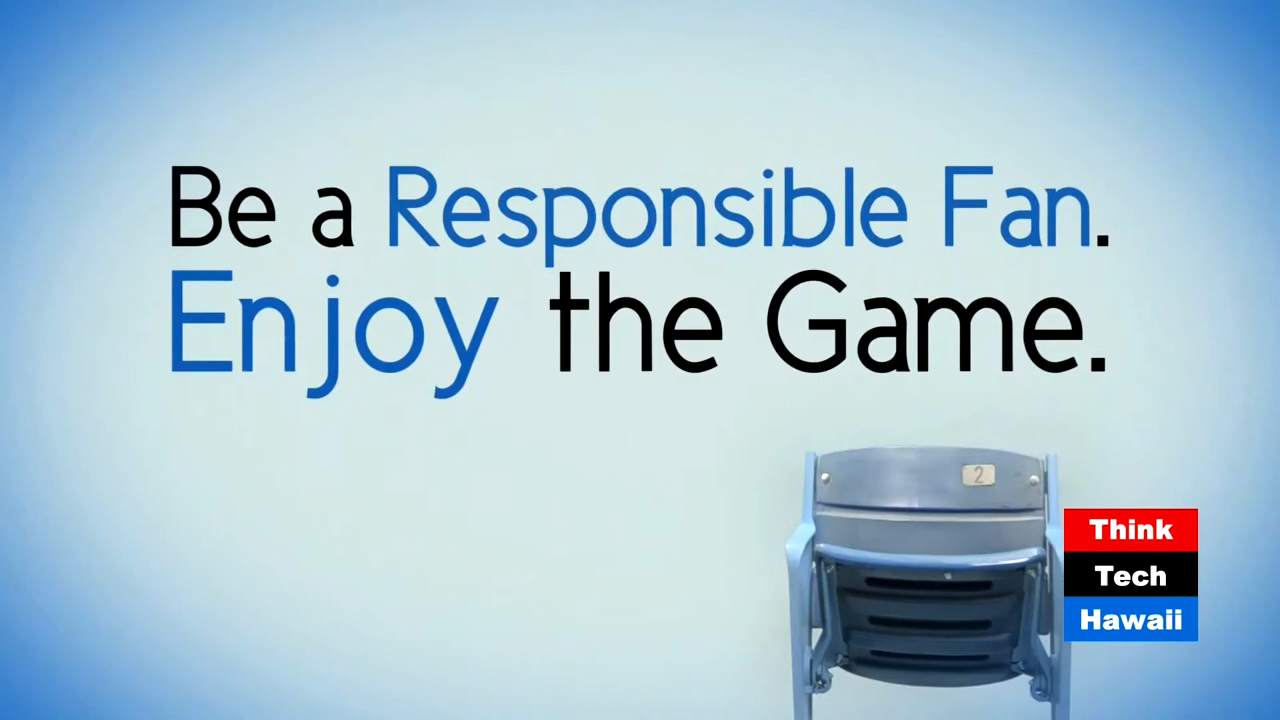 Be a Responsible Fan.
Enjoy the Game.
2
Think
Tech
Hawaii